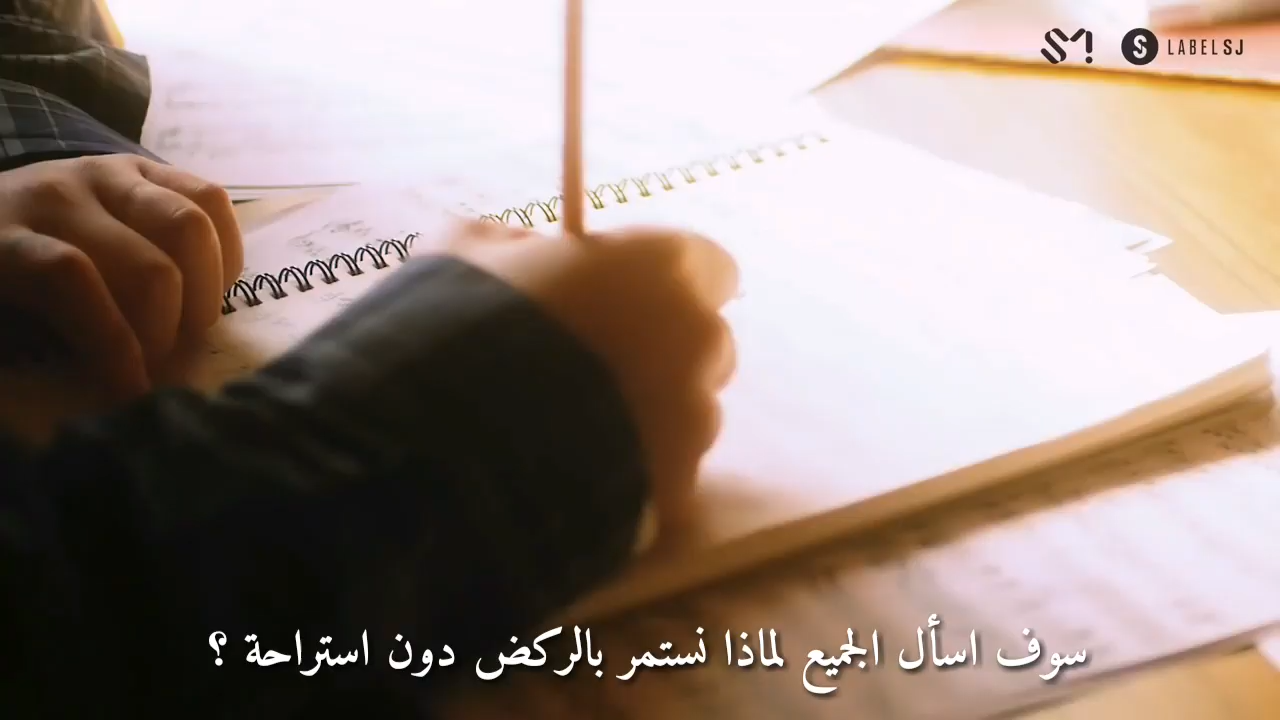 SM
S LABEL SJ
سوف اسأل الجميع لماذا نستمر بالركض دون استراحة ؟